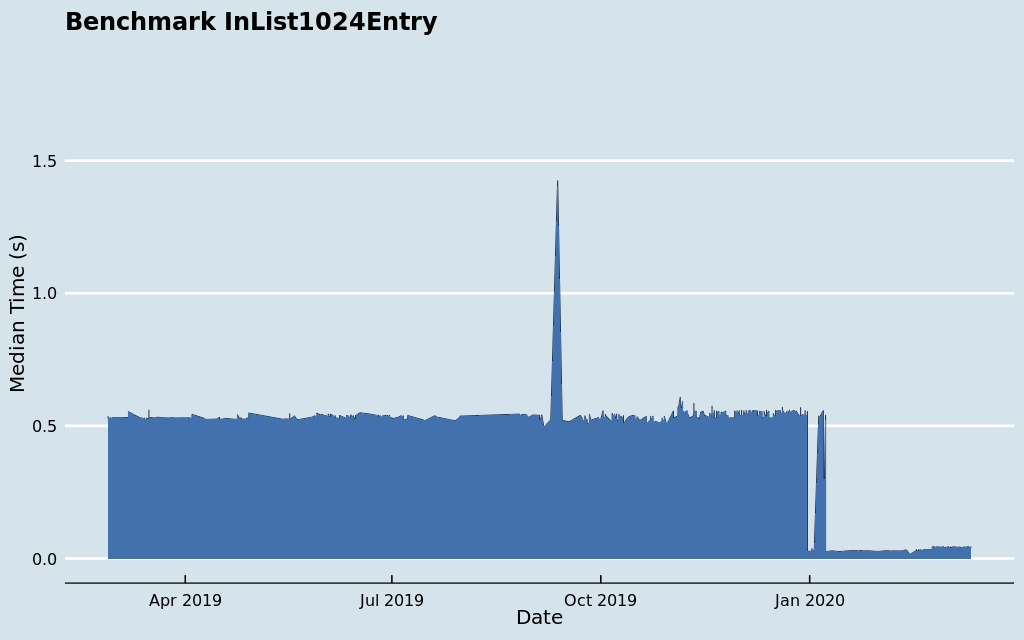 Benchmark InList1024Entry
Median Time (s)
1.5
1.0
0.5
0.0
Apr 2019
Jul 2019
Oct 2019
Jan 2020
Date